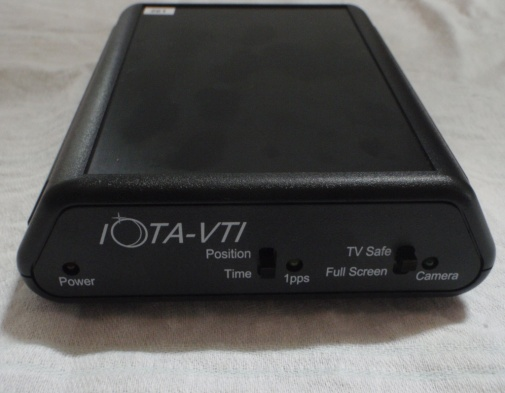 IOTA-VTI
Position
Time
Power
1pps
TV Safe
Full Screen
Camera